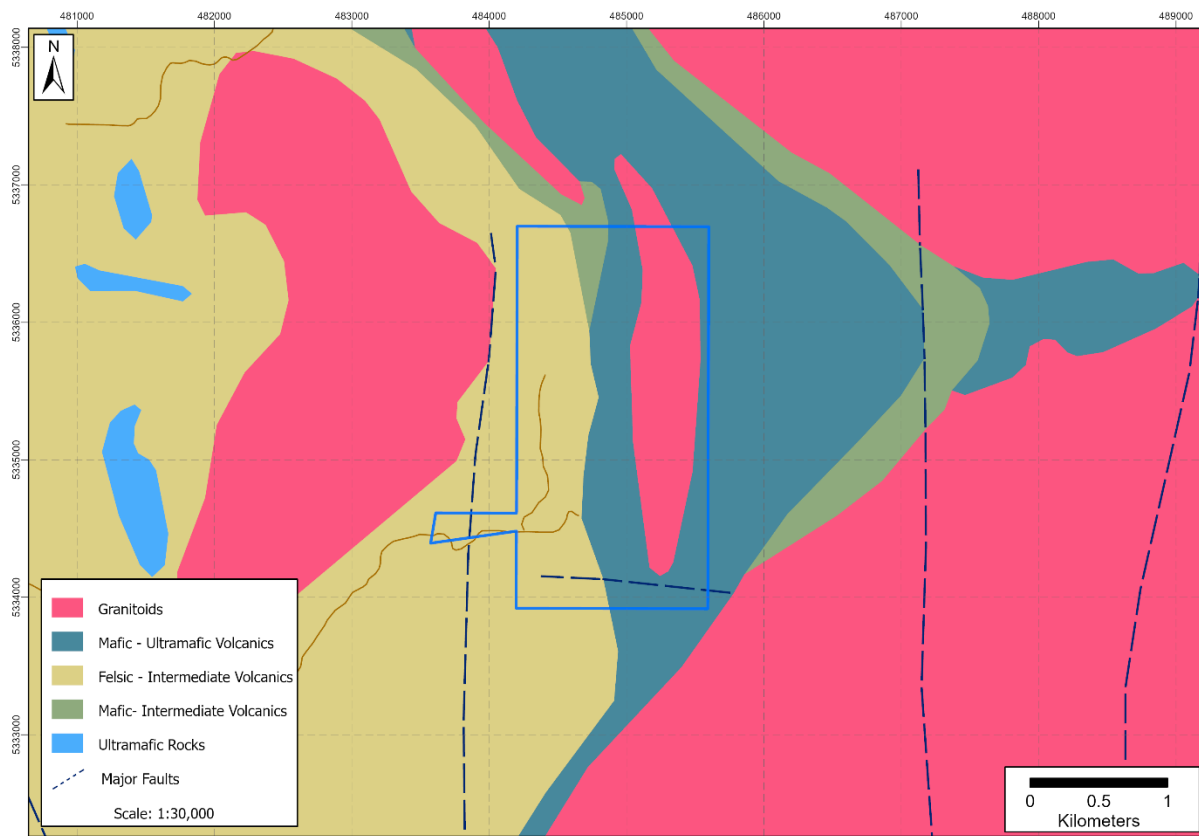 481000 482000 483000 484000 485000 486000 487000 488000 489000
N
5338000
5337000
5336000
5335000
5334000
5333000
Granitoids
Mafic - Ultramafic Volcanics
Felsic - Intermediate Volcanics
Mafic- Intermediate Volcanics
Ultramafic Rocks
Major Faults
Scale: 1:30,000
0 0.5 1
Kilometers